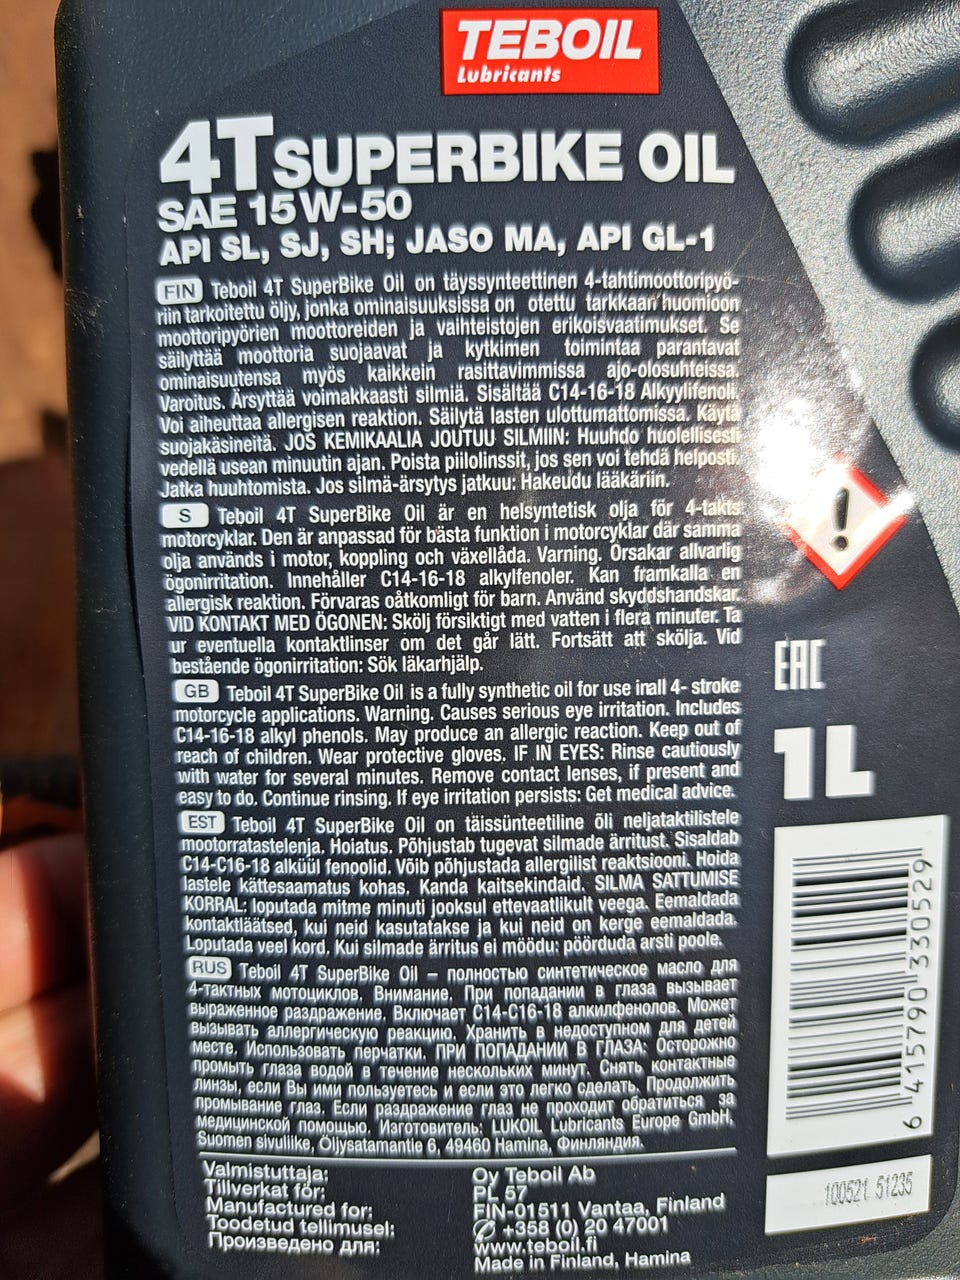 TEBOIL
Lubricants
4T SUPERBIKE OIL
SAE 15W-50
API SL, SJ, SH; JASO MA, API GL-1
FIN Teboil 4T SuperBike Oil on täyssynteettinen 4-tahtimoottoripyö-
riin tarkoitettu öljy, jonka ominaisuuksissa on otettu tarkkaan huomioon
moottoripyörien moottoreiden ja vaihteistojen erikoisvaatimukset. Se
säilyttää moottoria suojaavat ja kytkimen toimintaa parantavat
ominaisuutensa myös kaikkein rasittavimmissa ajo-olosuhteissa.
Varoitus. Ärsyttää voimakkaasti silmiä. Sisältää C14-16-18 Alkyylifenoli.
Voi aiheuttaa allergisen reaktion. Säilytä lasten ulottumattomissa. Käytä
suojakäsineitä. JOS KEMIKAALIA JOUTUU SILMIIN: Huuhdo huolellisesti
vedellä usean minuutin ajan. Poista piilolinssit, jos sen voi tehdä helposti.
Jatka huuhtomista. Jos silmä-ärsytys jatkuu: Hakeudu lääkäriin.
S Teboil 4T SuperBike Oil är en helsyntetisk olja för 4-takts
motorcyklar. Den är anpassad för bästa funktion i motorcyklar där samma
olja används i motor, koppling och växellåda. Varning. Orsakar allvarlig
ögonirritation. Innehåller C14-16-18 alkylfenoler. Kan framkalla en
allergisk reaktion. Förvaras oåtkomligt för barn. Använd skyddshandskar.
VID KONTAKT MED ÖGONEN: Skölj försiktigt med vatten i flera minuter. Ta
ur eventuella kontaktlinser om det går lätt. Fortsätt att skölja. Vid
bestående ögonirritation: Sök läkarhjälp.
GB Teboil 4T SuperBike Oil is a fully synthetic oil for use inall 4- stroke
motorcycle applications. Warning. Causes serious eye irritation. Includes
C14-16-18 alkyl phenols. May produce an allergic reaction. Keep out of
reach of children. Wear protective gloves. IF IN EYES: Rinse cautiously
with water for several minutes. Remove contact lenses, if present and
easy to do. Continue rinsing. If eye irritation persists: Get medical advice.
EST Teboil 4T SuperBike Oil on täissünteetiline õli neljataktilistele
mootorratastelenja. Hoiatus. Põhjustab tugevat silmade ärritust. Sisaldab
C14-C16-18 alküül fenoolid. Võib põhjustada allergilist reaktsiooni. Hoida
lastele kättesaamatus kohas. Kanda kaitsekindaid. SILMA SATTUMISE
KORRAL: loputada mitme minuti jooksul ettevaatlikult veega. Eemaldada
kontaktläätsed, kui neid kasutatakse ja kui neid on kerge eemaldada.
Loputada veel kord. Kui silmade ärritus ei möödu: pöörduda arsti poole.
RUS Teboil 4T SuperBike Oil – полностью синтетическое масло для
4-тактных мотоциклов. Внимание. При попадании в глаза вызывает
выраженное раздражение. Включает C14-C16-18 алкилфенолов. Может
вызывать аллергическую реакцию. Хранить в недоступном для детей
месте. Использовать перчатки. ПРИ ПОПАДАНИИ В ГЛАЗА: Осторожно
промыть глаза водой в течение нескольких минут. Снять контактные
линзы, если Вы ими пользуетесь и если это легко сделать. Продолжить
промывание глаз. Если раздражение глаз не проходит обратиться за
медицинской помощью. Изготовитель: LUKOIL Lubricants Europe GmbH,
Suomen sivuliike, Öljysatamantie 6, 49460 Hamina, Финляндия.
Valmistuttaja: Oy Teboil Ab
Tillverkat för: PL 57
Manufactured for: FIN-01511 Vantaa, Finland
Toodetud tellimusel: +358 (0) 20 47001
Произведено для: www.teboil.fi
Made in Finland, Hamina
EAC
1L
6 415790 330529
100521 51235